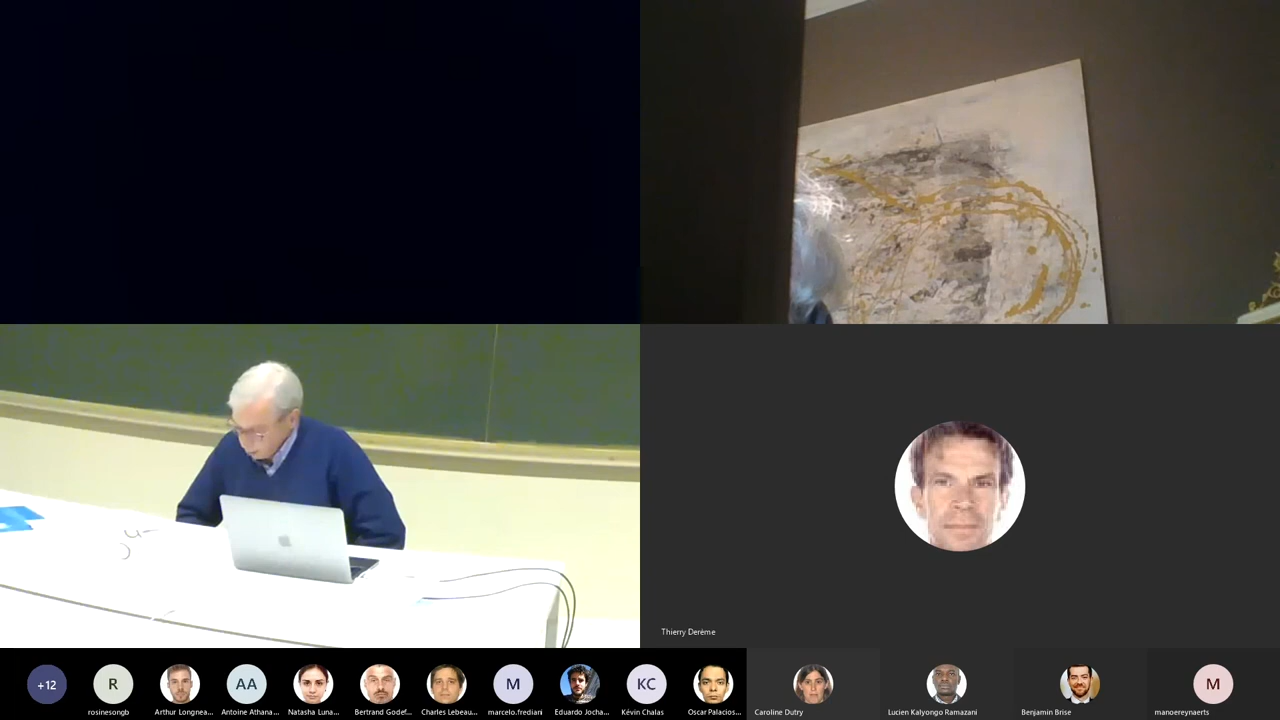 Thierry Derème
+12
R
rosinesongb
Arthur Longnea...
AA
Antoine Athana...
Natasha Luna...
Bertrand Godef...
Charles Lebeau...
M
marcelo.frediani
Eduardo Jocha...
KC
Kévin Chalas
Oscar Palacios...
Caroline Dutry
Lucien Kalyongo Ramazani
Benjamin Brise
M
manoereynaerts